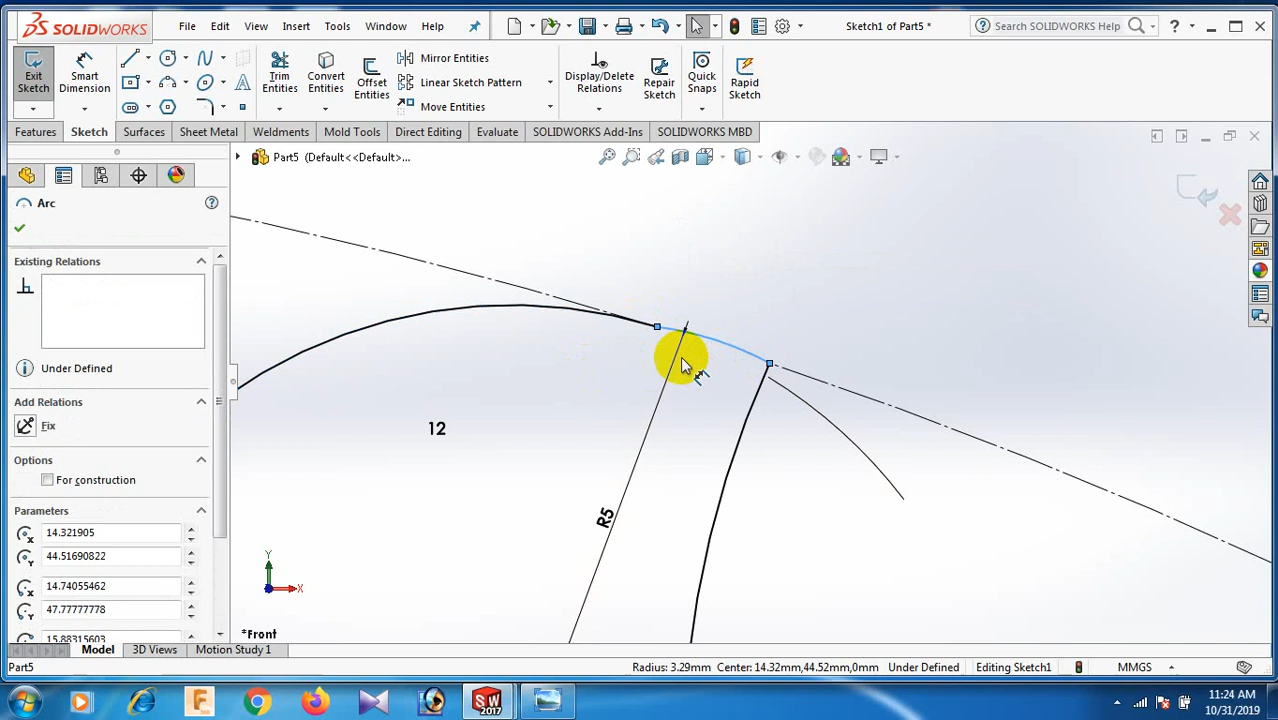 DS SOLIDWORKS File Edit View Insert Tools Window Help Sketch1 of Part5 * Search SOLIDWORKS Help ?
Exit Sketch Smart Dimension Trim Entities Convert Entities Offset Entities Mirror Entities Linear Sketch Pattern Move Entities Display/Delete Relations Repair Sketch Quick Snaps Rapid Sketch
Features Sketch Surfaces Sheet Metal Weldments Mold Tools Direct Editing Evaluate SOLIDWORKS Add-Ins SOLIDWORKS MBD
Part5 (Default<<Default>...
Arc
Existing Relations
Under Defined
Add Relations
Fix
Options
For construction
Parameters
14.321905
44.51690822
14.74055462
47.77777778
15.88315603
12
R5
Y
X
*Front
Model 3D Views Motion Study 1
Part5 Radius: 3.29mm Center: 14.32mm,44.52mm,0mm Under Defined Editing Sketch1 MMGS
SW 2017
11:24 AM
10/31/2019